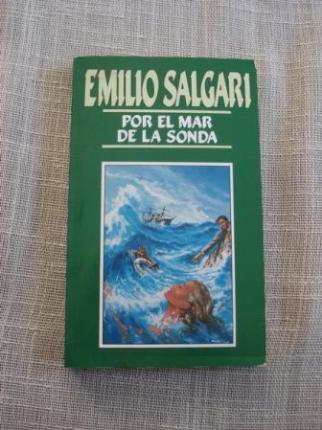 EMILIO SALGARI
POR EL MAR
DE LA SONDA